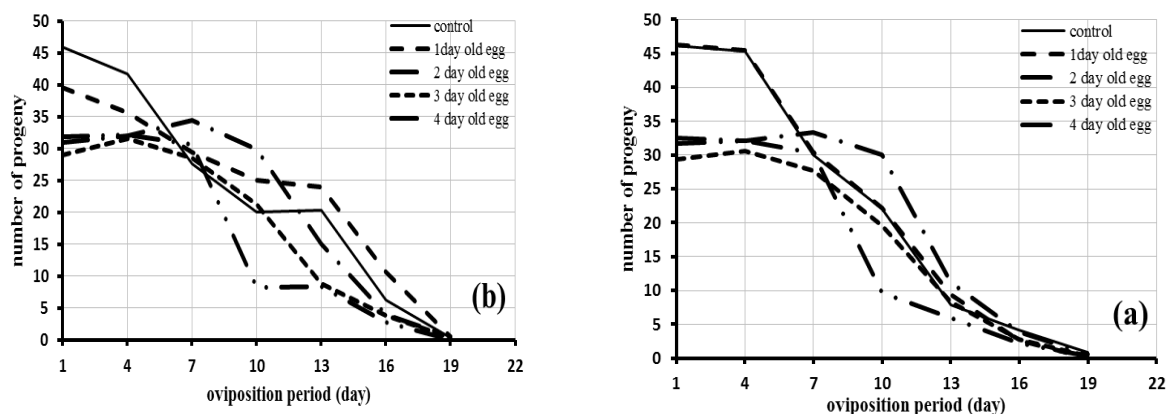 50
45
40
35
30
25
20
15
10
5
0
number of progeny
control
1day old egg
2 day old egg
3 day old egg
4 day old egg
(b)
1 4 7 10 13 16 19 22
oviposition period (day)
50
45
40
35
30
25
20
15
10
5
0
number of progeny
control
1day old egg
2 day old egg
3 day old egg
4 day old egg
(a)
1 4 7 10 13 16 19 22
oviposition period (day)